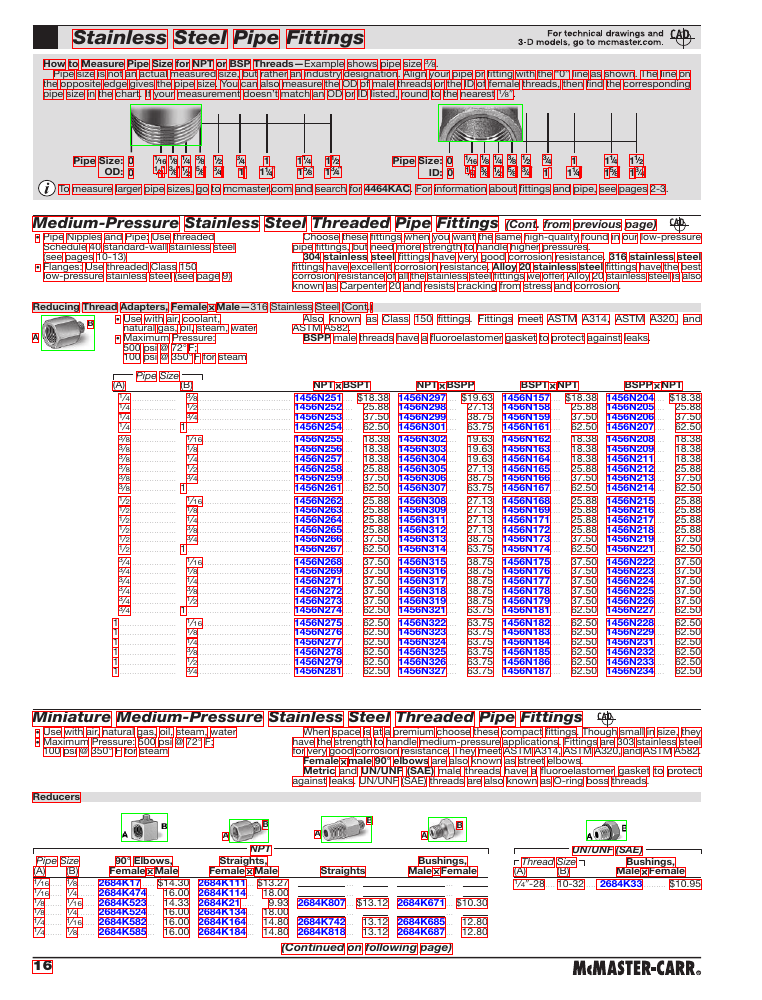 Stainless Steel Pipe Fittings
For technical drawings and
3-D models, go to mcmaster.com.
CAD
How to Measure Pipe Size for NPT or BSP Threads—Example shows pipe size ⅜.
Pipe size is not an actual measured size, but rather an industry designation. Align your pipe or fitting with the "0" line as shown. The line on
the opposite edge gives the pipe size. You can also measure the OD of male threads or the ID of female threads, then find the corresponding
pipe size in the chart. If your measurement doesn't match an OD or ID listed, round to the nearest ⅛".
Pipe Size: 0 1/16 ⅛ ¼ ⅜ ½ ¾ 1 1¼ 1½
Pipe Size: 0 1/16 ⅛ ¼ ⅜ ½ ¾ 1 1¼ 1½
To measure larger pipe sizes, go to mcmaster.com and search for 4464KAC. For information about fittings and pipe, see pages 2-3.
Medium-Pressure Stainless Steel Threaded Pipe Fittings (Cont. from previous page)
CAD
• Pipe Nipples and Pipe: Use threaded
Schedule 40 standard-wall stainless steel
(see pages 10-13)
• Flanges: Use threaded Class 150
low-pressure stainless steel (see page 9)
Choose these fittings when you want the same high-quality found in our low-pressure
pipe fittings, but need more strength to handle higher pressures.
304 stainless steel fittings have very good corrosion resistance. 316 stainless steel
fittings have excellent corrosion resistance. Alloy 20 stainless steel fittings have the best
corrosion resistance of all the stainless steel fittings we offer. Alloy 20 stainless steel is also
known as Carpenter 20 and resists cracking from stress and corrosion.
Reducing Thread Adapters, Female x Male—316 Stainless Steel (Cont.)
A
B
• Use with air, coolant,
natural gas, oil, steam, water
• Maximum Pressure:
500 psi @ 72° F;
100 psi @ 350° F for steam
Also known as Class 150 fittings. Fittings meet ASTM A314, ASTM A320, and
ASTM A582.
BSPP male threads have a fluoroelastomer gasket to protect against leaks.
Pipe Size
(A) (B) NPT x BSPT NPT x BSPP BSPT x NPT BSPP x NPT
¼ ⅜ 1456N251 $18.38 1456N297 $19.63 1456N157 $18.38 1456N204 $18.38
¼ ½ 1456N252 25.88 1456N298 27.13 1456N158 25.88 1456N205 25.88
¼ ¾ 1456N253 37.50 1456N299 38.75 1456N159 37.50 1456N206 37.50
¼ 1 1456N254 62.50 1456N301 63.75 1456N161 62.50 1456N207 62.50
⅜ 1/16 1456N255 18.38 1456N302 19.63 1456N162 18.38 1456N208 18.38
⅜ ⅛ 1456N256 18.38 1456N303 19.63 1456N163 18.38 1456N209 18.38
⅜ ¼ 1456N257 18.38 1456N304 19.63 1456N164 18.38 1456N211 18.38
⅜ ½ 1456N258 25.88 1456N305 27.13 1456N165 25.88 1456N212 25.88
⅜ ¾ 1456N259 37.50 1456N306 38.75 1456N166 37.50 1456N213 37.50
⅜ 1 1456N261 62.50 1456N307 63.75 1456N167 62.50 1456N214 62.50
½ 1/16 1456N262 25.88 1456N308 27.13 1456N168 25.88 1456N215 25.88
½ ⅛ 1456N263 25.88 1456N309 27.13 1456N169 25.88 1456N216 25.88
½ ¼ 1456N264 25.88 1456N311 27.13 1456N171 25.88 1456N217 25.88
½ ⅜ 1456N265 25.88 1456N312 27.13 1456N172 25.88 1456N218 25.88
½ ¾ 1456N266 37.50 1456N313 38.75 1456N173 37.50 1456N219 37.50
½ 1 1456N267 62.50 1456N314 63.75 1456N174 62.50 1456N221 62.50
¾ 1/16 1456N268 37.50 1456N315 38.75 1456N175 37.50 1456N222 37.50
¾ ⅛ 1456N269 37.50 1456N316 38.75 1456N176 37.50 1456N223 37.50
¾ ¼ 1456N271 37.50 1456N317 38.75 1456N177 37.50 1456N224 37.50
¾ ⅜ 1456N272 37.50 1456N318 38.75 1456N178 37.50 1456N225 37.50
¾ ½ 1456N273 37.50 1456N319 38.75 1456N179 37.50 1456N226 37.50
¾ 1 1456N274 62.50 1456N321 63.75 1456N181 62.50 1456N227 62.50
1 1/16 1456N275 62.50 1456N322 63.75 1456N182 62.50 1456N228 62.50
1 ⅛ 1456N276 62.50 1456N323 63.75 1456N183 62.50 1456N229 62.50
1 ¼ 1456N277 62.50 1456N324 63.75 1456N184 62.50 1456N231 62.50
1 ⅜ 1456N278 62.50 1456N325 63.75 1456N185 62.50 1456N232 62.50
1 ½ 1456N279 62.50 1456N326 63.75 1456N186 62.50 1456N233 62.50
1 ¾ 1456N281 62.50 1456N327 63.75 1456N187 62.50 1456N234 62.50
Miniature Medium-Pressure Stainless Steel Threaded Pipe Fittings
CAD
• Use with air, natural gas, oil, steam, water
• Maximum Pressure: 500 psi @ 72° F;
100 psi @ 350° F for steam
When space is at a premium choose these compact fittings. Though small in size, they
have the strength to handle medium-pressure applications. Fittings are 303 stainless steel
for very good corrosion resistance. They meet ASTM A314, ASTM A320, and ASTM A582.
Female x male 90° elbows are also known as street elbows.
Metric and UN/UNF (SAE) male threads have a fluoroelastomer gasket to protect
against leaks. UN/UNF (SAE) threads are also known as O-ring boss threads.
Reducers
A B A B A B A B A B
NPT
UN/UNF (SAE)
Pipe Size 90° Elbows, Straights, Bushings,
(A) (B) Female x Male Female x Male Straights Male x Female
1/16 ⅛ 2684K17 $14.30 2684K111 $13.27
1/16 ¼ 2684K474 16.00 2684K114 18.00
⅛ 1/16 2684K523 14.33 2684K21 9.93 2684K807 $13.12 2684K671 $10.30
⅛ ¼ 2684K524 16.00 2684K134 18.00
¼ 1/16 2684K582 16.00 2684K164 14.80 2684K742 13.12 2684K685 12.80
¼ ⅛ 2684K585 16.00 2684K184 14.80 2684K818 13.12 2684K687 12.80
Thread Size Bushings,
(A) (B) Male x Female
¼"-28 10-32 2684K33 $10.95
(Continued on following page)
16
McMASTER-CARR®